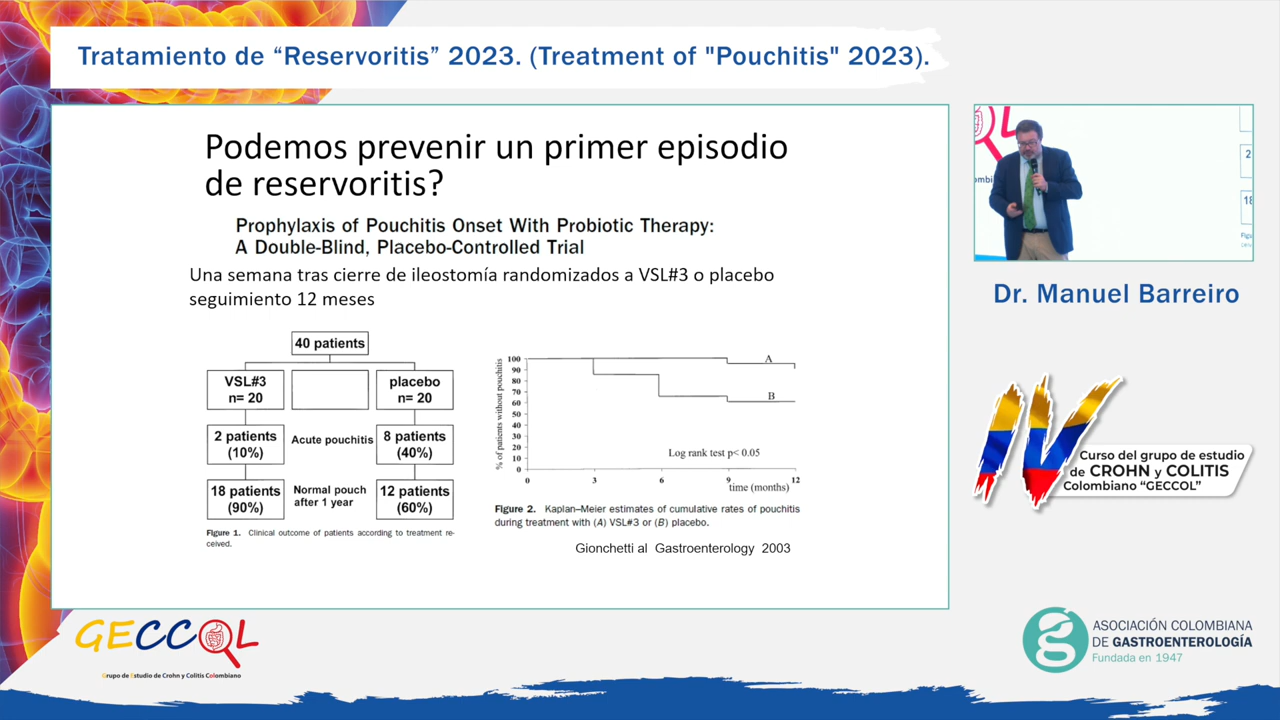 Tratamiento de “Reservoritis” 2023. (Treatment of "Pouchitis" 2023).
Podemos prevenir un primer episodio
de reservoritis?
Prophylaxis of Pouchitis Onset With Probiotic Therapy:
A Double-Blind, Placebo-Controlled Trial
Una semana tras cierre de ileostomía randomizados a VSL#3 o placebo
seguimiento 12 meses
40 patients
VSL#3
n= 20
placebo
n= 20
2 patients
(10%)
Acute pouchitis
8 patients
(40%)
18 patients
(90%)
Normal pouch
after 1 year
12 patients
(60%)
Figure 1. Clinical outcome of patients according to treatment re-
ceived.
% of patients without pouchitis
100
90
80
70
60
50
40
30
20
10
0
A
B
Log rank test p< 0.05
0
3
6
9
12
time (months)
Figure 2. Kaplan–Meier estimates of cumulative rates of pouchitis
during treatment with (A) VSL#3 or (B) placebo.
Gionchetti al Gastroenterology 2003
2
18
Dr. Manuel Barreiro
IV
Curso del grupo de estudio
de CROHN y COLITIS
Colombiano “GECCOL”
GECCOL
Grupo de Estudio de Crohn y Colitis Colombiano
ASOCIACIÓN COLOMBIANA
DE GASTROENTEROLOGÍA
Fundada en 1947